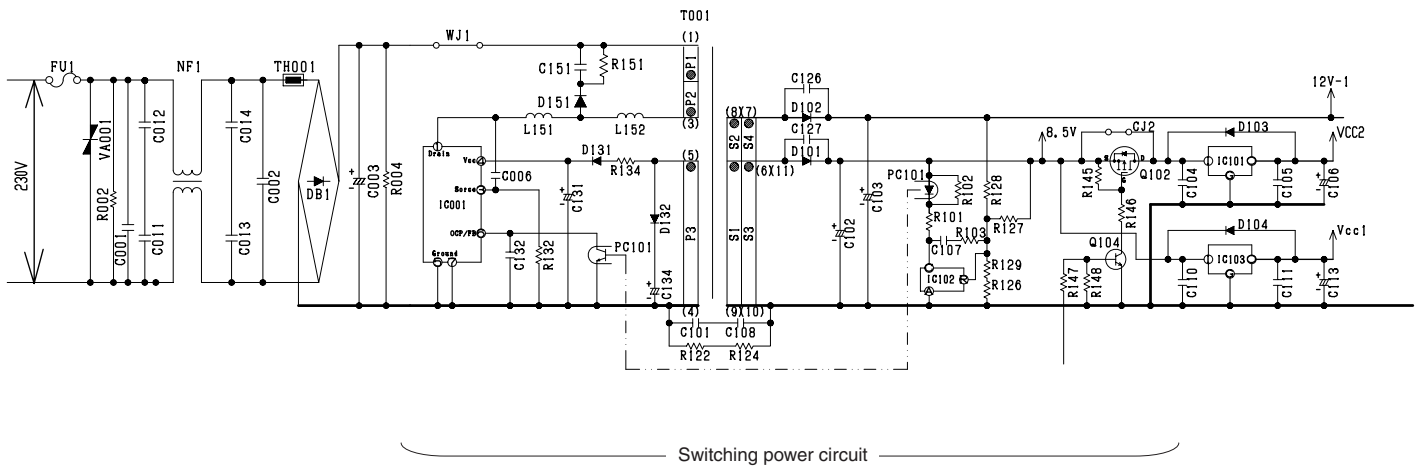 T001
FU1
NF1
TH001
WJ1
(1)
C151
R151
P1
D151
P2
L151
L152
(3)
230V
VA001
R002
C001
C012
C011
C014
C013
C002
DB1
C003
R004
Drain
Vcc
Sorce
IC001
OCP/FB
Ground
C006
D131
R134
C131
(5)
D132
P3
C132
R132
PC101
C134
(4)
C101
C108
R122
R124
(9)(10)
(8)(7)
S2
S4
(6)(11)
S1
S3
C126
D102
C127
D101
12V-1
8.5V
CJ2
D103
VCC2
C102
C103
PC101
R102
R128
R101
R103
R127
C107
IC102
R129
R126
R145
S
D
G
Q102
R146
C104
IC101
C105
C106
D104
Vcc1
Q104
R147
R148
C110
IC103
C111
C113
Switching power circuit